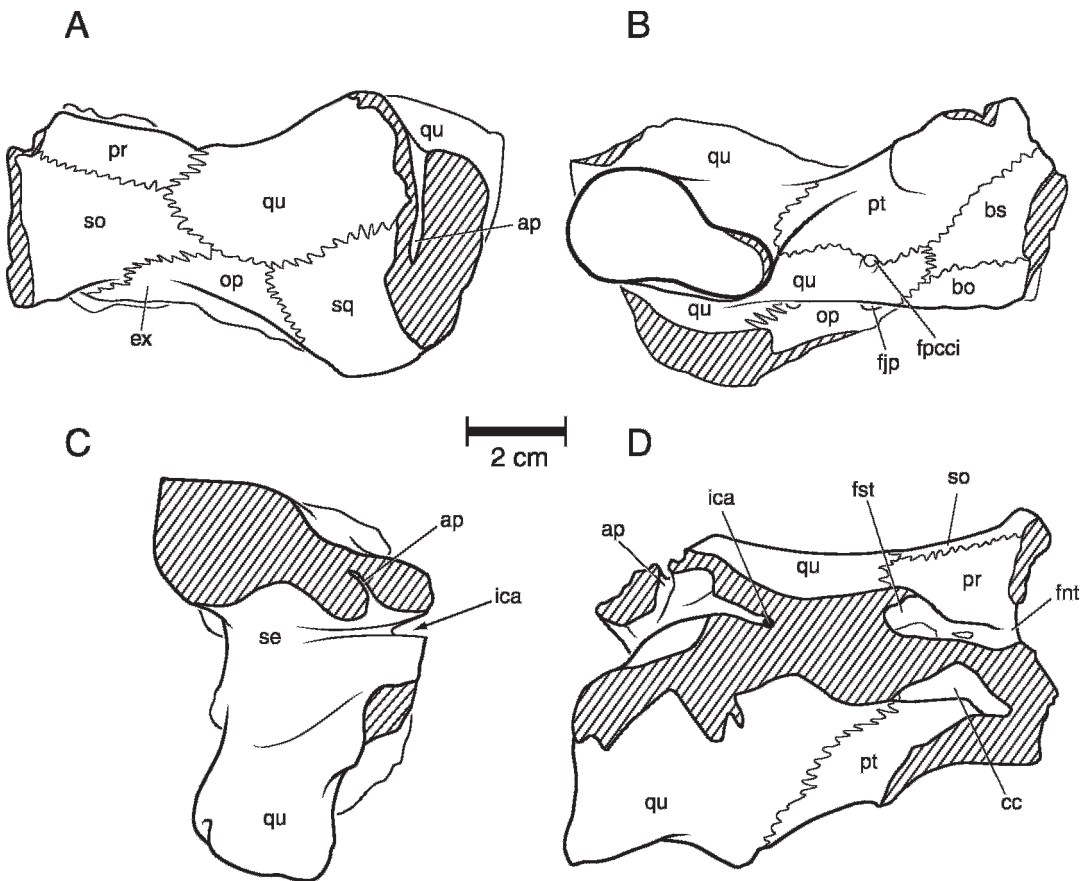 A
pr
qu
qu
so
ap
op
ex
sq
B
qu
pt
bs
qu
bo
qu
op
fjp
fpcci
C
2 cm
D
ap
ica
se
qu
ica
fst
so
ap
qu
pr
fnt
pt
qu
cc